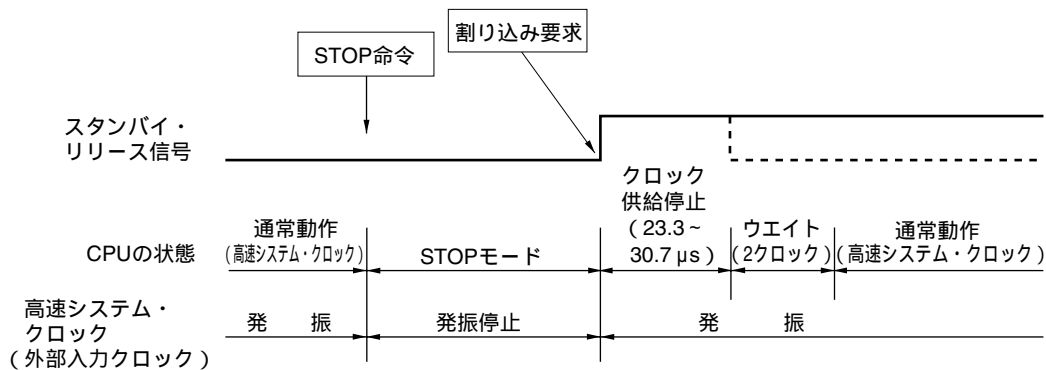 割り込み要求
STOP命令
スタンバイ・
リリース信号
クロック
供給停止
（23.3～
30.7 μs）
通常動作
(高速システム・クロック)
ウエイト
(2クロック)
通常動作
(高速システム・クロック)
CPUの状態
STOPモード
高速システム・
クロック
（外部入力クロック）
発 振
発振停止
発 振